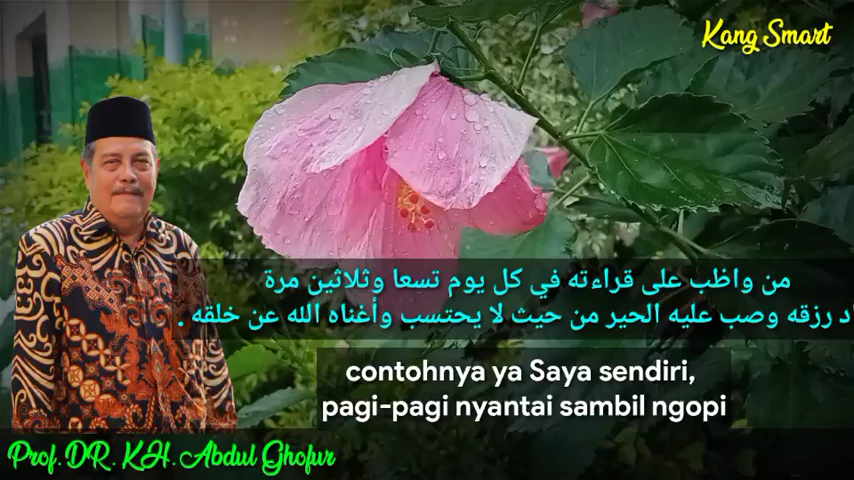 Kang Smart
من واظب على قراءته في كل يوم تسعا وثلاثين مرة
رزقه وصب عليه الحير من حيث لا يحتسب وأغناه الله عن خلقه .
contohnya ya Saya sendiri,
pagi-pagi nyantai sambil ngopi
Prof. DR. KH. Abdul Ghofur